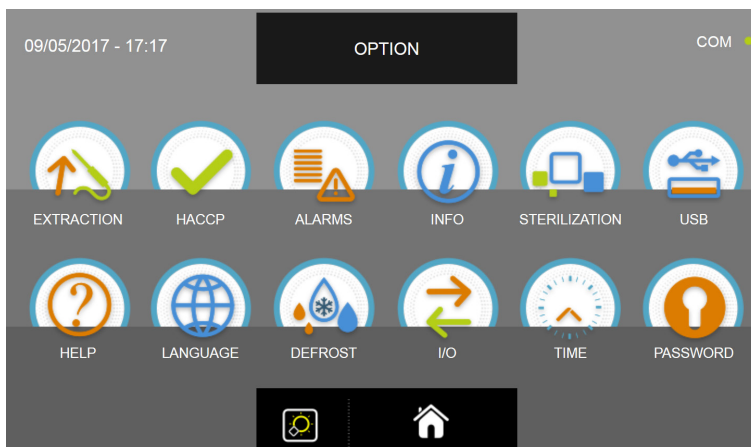 09/05/2017 - 17:17
OPTION
COM
EXTRACTION
HACCP
ALARMS
INFO
STERILIZATION
USB
HELP
LANGUAGE
DEFROST
I/O
TIME
PASSWORD